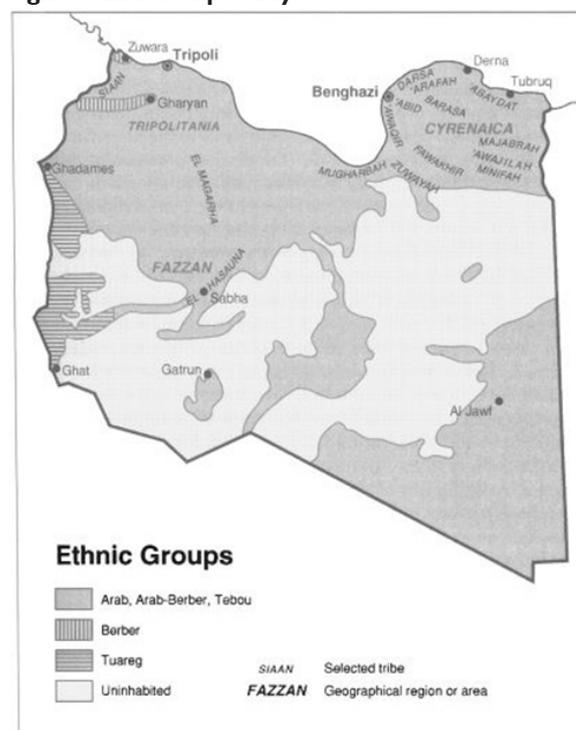 Zuwara
Tripoli
SIAAN
Gharyan
TRIPOLITANIA
Ghadames
EL MAGARHA
FAZZAN
EL HASAUNA
Sabha
Ghat
Gatrun
Benghazi
Derna
Tubruq
DARSA
'ARAFAH
'ABAYDAT
'ABID
BARASA
'AWAQIR
CYRENAICA
MAJABRAH
FAWAKHIR
'AWAJILAH
MINIFAH
MUGHARBAH
ZUWAYAH
Al Jawf
Ethnic Groups
Arab, Arab-Berber, Tebou
Berber
Tuareg
Uninhabited
SIAAN Selected tribe
FAZZAN Geographical region or area